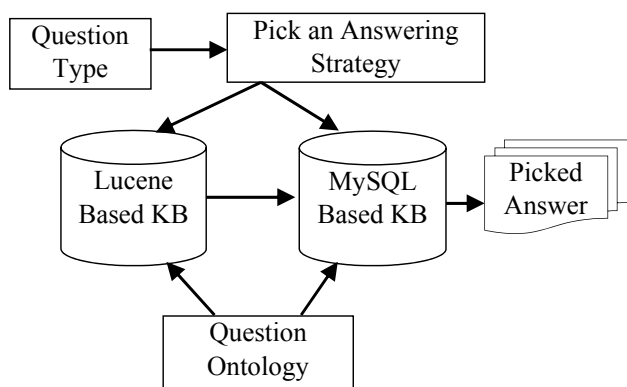 Question
Type
Pick an Answering
Strategy
Lucene
Based KB
MySQL
Based KB
Picked
Answer
Question
Ontology